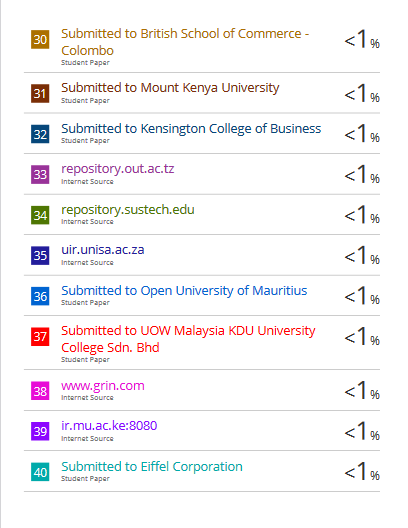 30 Submitted to British School of Commerce - <1%
Colombo
Student Paper
31 Submitted to Mount Kenya University <1%
Student Paper
32 Submitted to Kensington College of Business <1%
Student Paper
33 repository.out.ac.tz <1%
Internet Source
34 repository.sustech.edu <1%
Internet Source
35 uir.unisa.ac.za <1%
Internet Source
36 Submitted to Open University of Mauritius <1%
Student Paper
37 Submitted to UOW Malaysia KDU University <1%
College Sdn. Bhd
Student Paper
38 www.grin.com <1%
Internet Source
39 ir.mu.ac.ke:8080 <1%
Internet Source
40 Submitted to Eiffel Corporation <1%
Student Paper